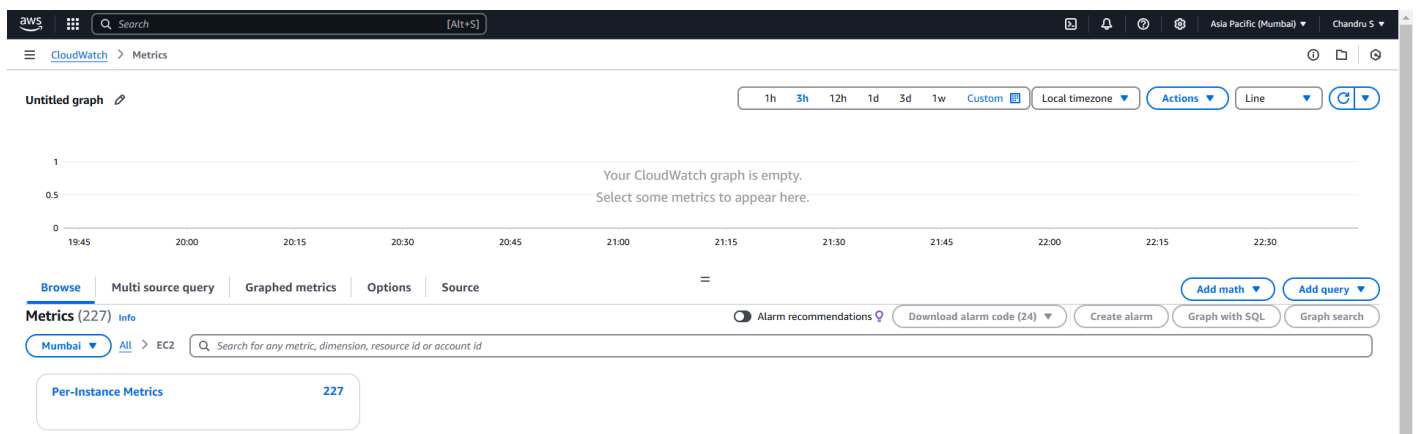 aws Search [Alt+S] Asia Pacific (Mumbai) Chandru S
CloudWatch > Metrics
Untitled graph 1h 3h 12h 1d 3d 1w Custom Local timezone Actions Line
1
Your CloudWatch graph is empty.
0.5 Select some metrics to appear here.
0
19:45 20:00 20:15 20:30 20:45 21:00 21:15 21:30 21:45 22:00 22:15 22:30
Browse Multi source query Graphed metrics Options Source = Add math Add query
Metrics (227) Info Alarm recommendations Download alarm code (24) Create alarm Graph with SQL Graph search
Mumbai All > EC2 Search for any metric, dimension, resource id or account id
Per-Instance Metrics 227